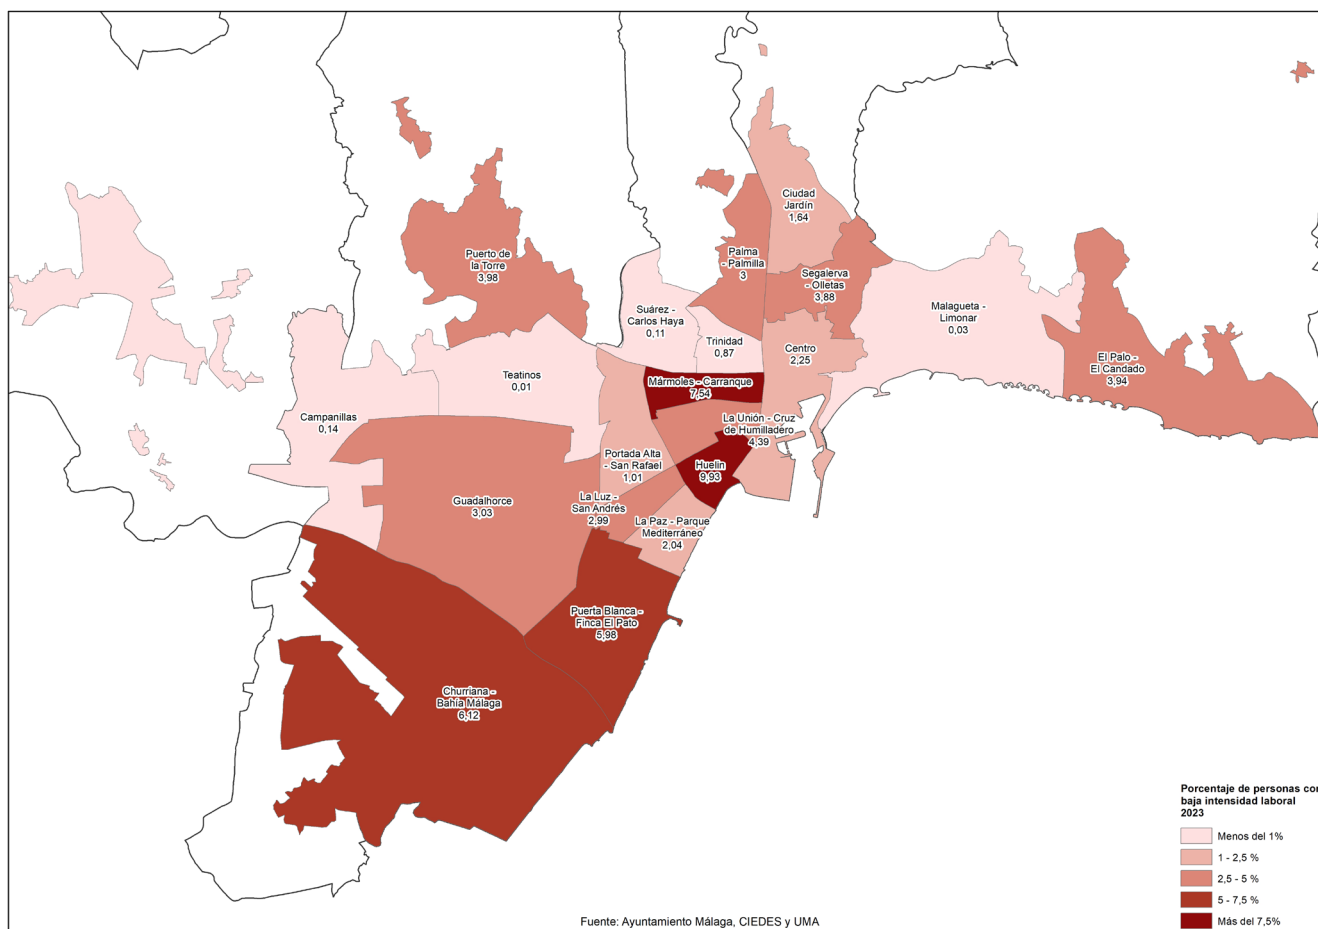 Ciudad
Jardín
1,64
Puerto de
la Torre
3,98
Palma
- Palmilla
3
Segalerva -
- Olletas
3,88
Malagueta -
Limonar
0,03
Suárez -
Carlos Haya
0,11
Trinidad
0,87
Centro
2,25
El Palo -
El Candado
3,94
Teatinos
0,01
Mármoles - Carranque
7,54
Campanillas
0,14
La Unión - Cruz
de Humilladero
4,39
Portada Alta
- San Rafael
1,01
Huelin
9,93
Guadalhorce
3,03
La Luz -
San Andrés
2,99
La Paz - Parque
Mediterráneo
2,04
Puerta Blanca -
Finca El Pato
5,98
Churriana -
Bahía Málaga
6,12
Porcentaje de personas con
baja intensidad laboral
2023
Menos del 1%
1 - 2,5 %
2,5 - 5 %
5 - 7,5 %
Más del 7,5%
Fuente: Ayuntamiento Málaga, CIEDES y UMA